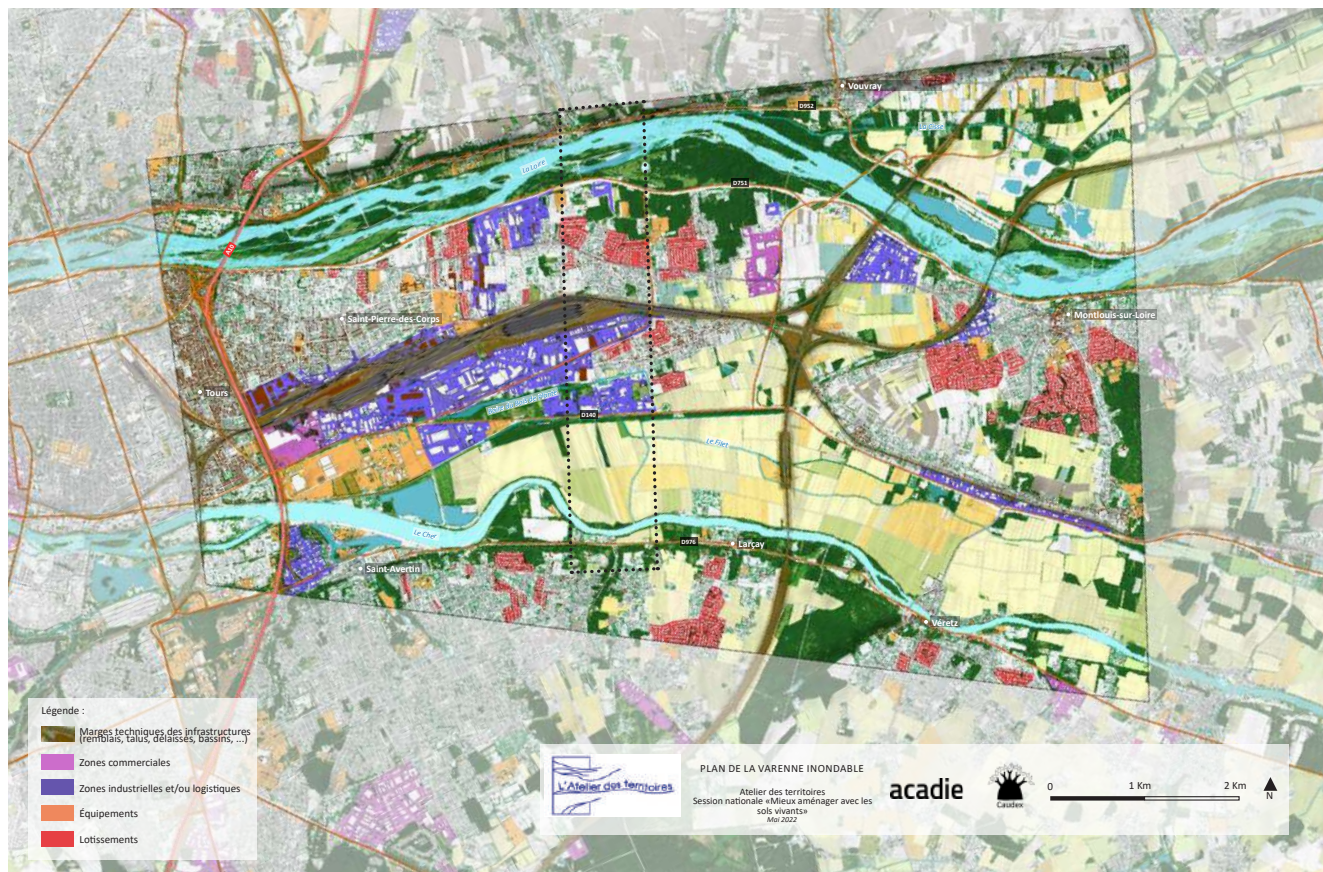 Vouvray
D952
La Cisse
La Loire
D751
A10
Saint-Pierre-des-Corps
Montlouis-sur-Loire
Tours
D140
Le Filet
Le Cher
D976
Larçay
Saint-Avertin
Véretz
Légende :
Marges techniques des infrastructures
(remblais, talus, délaissés, bassins, ...)
Zones commerciales
Zones industrielles et/ou logistiques
Équipements
Lotissements
L'Atelier des territoires
PLAN DE LA VARENNE INONDABLE
Atelier des territoires
Session nationale «Mieux aménager avec les
sols vivants»
Mai 2022
acadie
Caudex
0 1 Km 2 Km
N